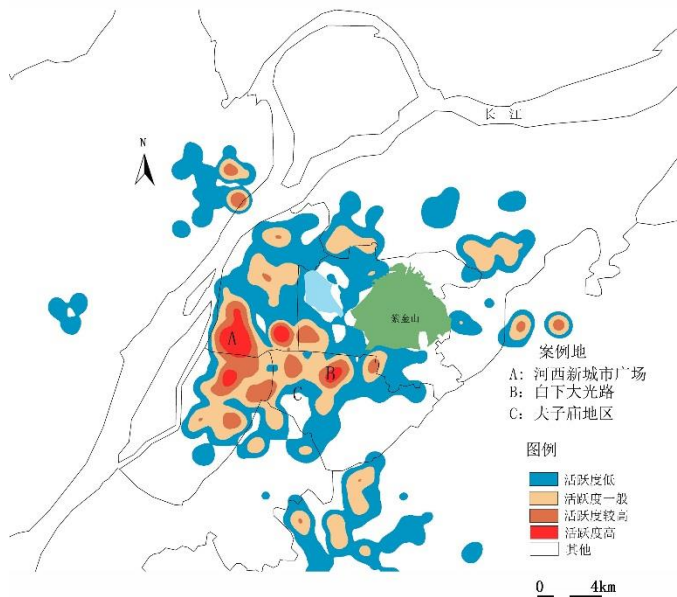 长江
N
紫金山
A
B
C
案例地
A: 河西新城市广场
B: 白下大光路
C: 夫子庙地区
图例
活跃度低
活跃度一般
活跃度较高
活跃度高
其他
0 4km